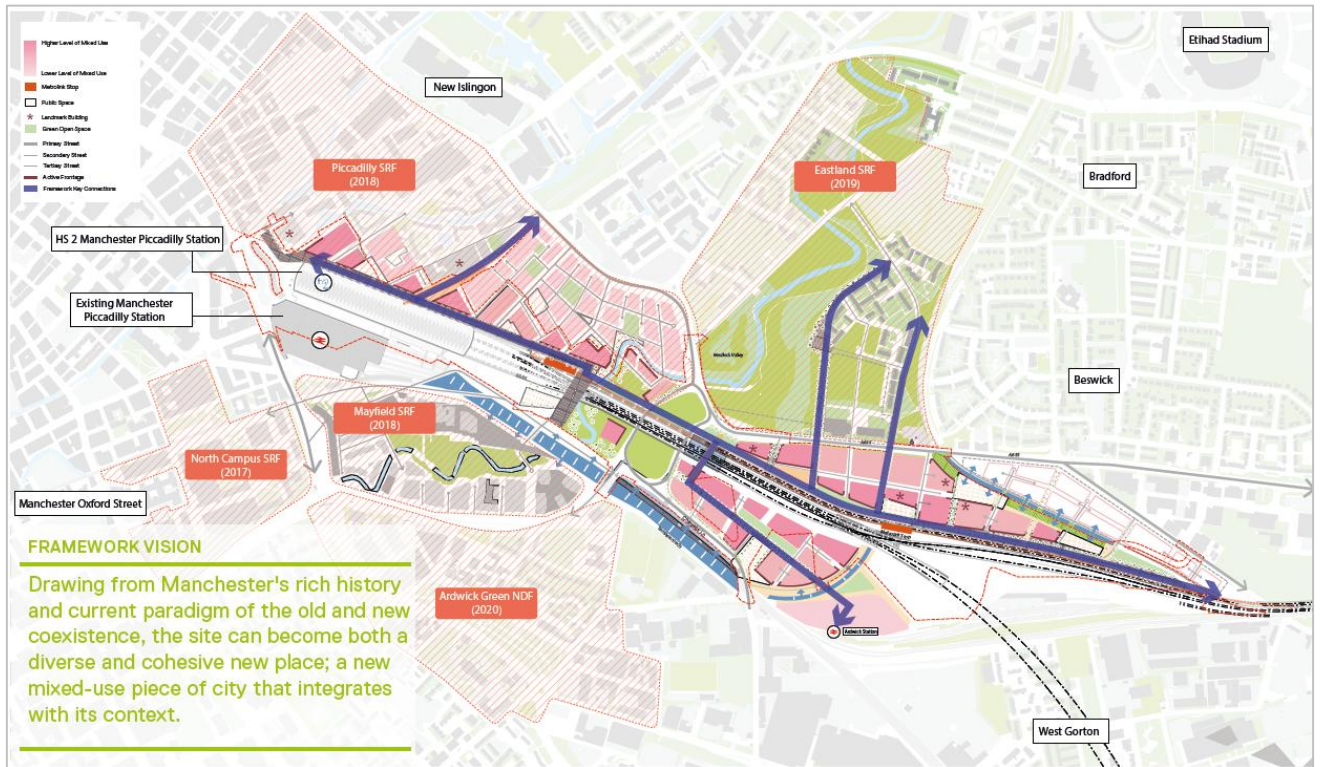 Higher Level of Mixed Use
Lower Level of Mixed Use
Metrolink Stop
Public Space
Landmark Building
Green Open Space
Primary Street
Secondary Street
Tertiary Street
Active Frontage
Framework Key Connections
Etihad Stadium
New Islingon
Piccadilly SRF
(2018)
Eastland SRF
(2019)
Bradford
HS 2 Manchester Piccadilly Station
Existing Manchester
Piccadilly Station
Medlock Valley
Beswick
Mayfield SRF
(2018)
North Campus SRF
(2017)
Manchester Oxford Street
FRAMEWORK VISION
Drawing from Manchester's rich history
and current paradigm of the old and new
coexistence, the site can become both a
diverse and cohesive new place; a new
mixed-use piece of city that integrates
with its context.
Ardwick Green NDF
(2020)
Ardwick Station
West Gorton